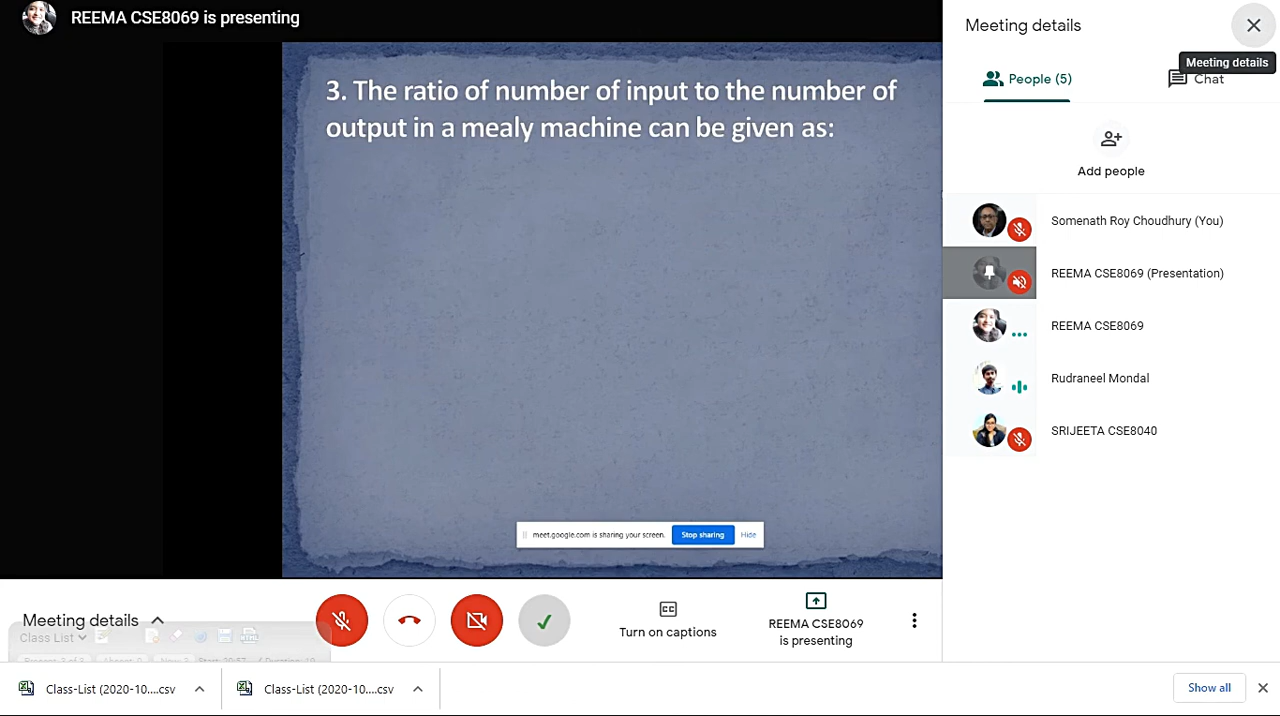 REEMA CSE8069 is presenting
3. The ratio of number of input to the number of
output in a mealy machine can be given as:
meet.google.com is sharing your screen.
Stop sharing
Hide
Meeting details
Meeting details
People (5)
Chat
Add people
Somenath Roy Choudhury (You)
REEMA CSE8069 (Presentation)
REEMA CSE8069
Rudraneel Mondal
SRIJEETA CSE8040
Meeting details
Class List
HTML
CC
Turn on captions
REEMA CSE8069
is presenting
Class-List (2020-10....csv
Class-List (2020-10....csv
Show all